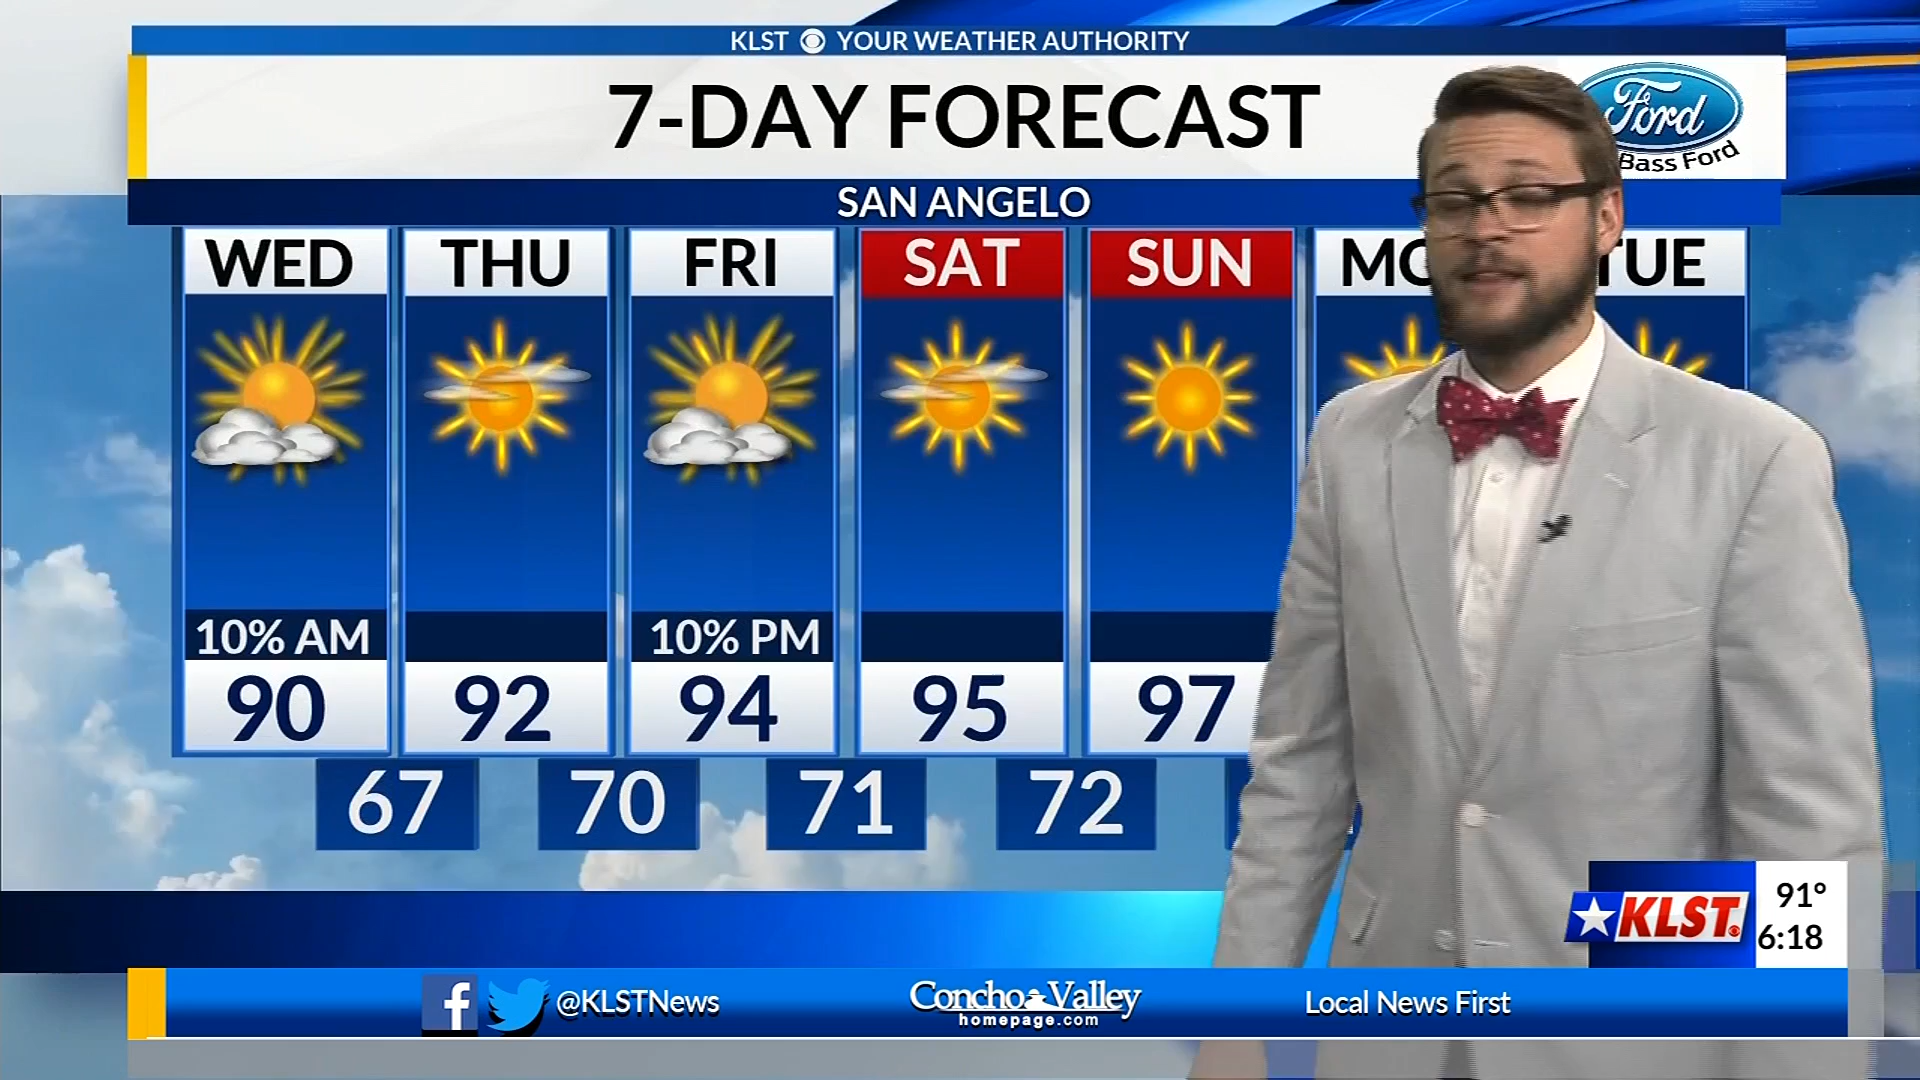 KLST YOUR WEATHER AUTHORITY
7-DAY FORECAST
Ford
Bass Ford
SAN ANGELO
WED THU FRI SAT SUN TUE
10% AM 10% PM
90 92 94 95 97
67 70 71 72
KLST
91°
6:18
@KLSTNews
Concho Valley
homepage.com
Local News First